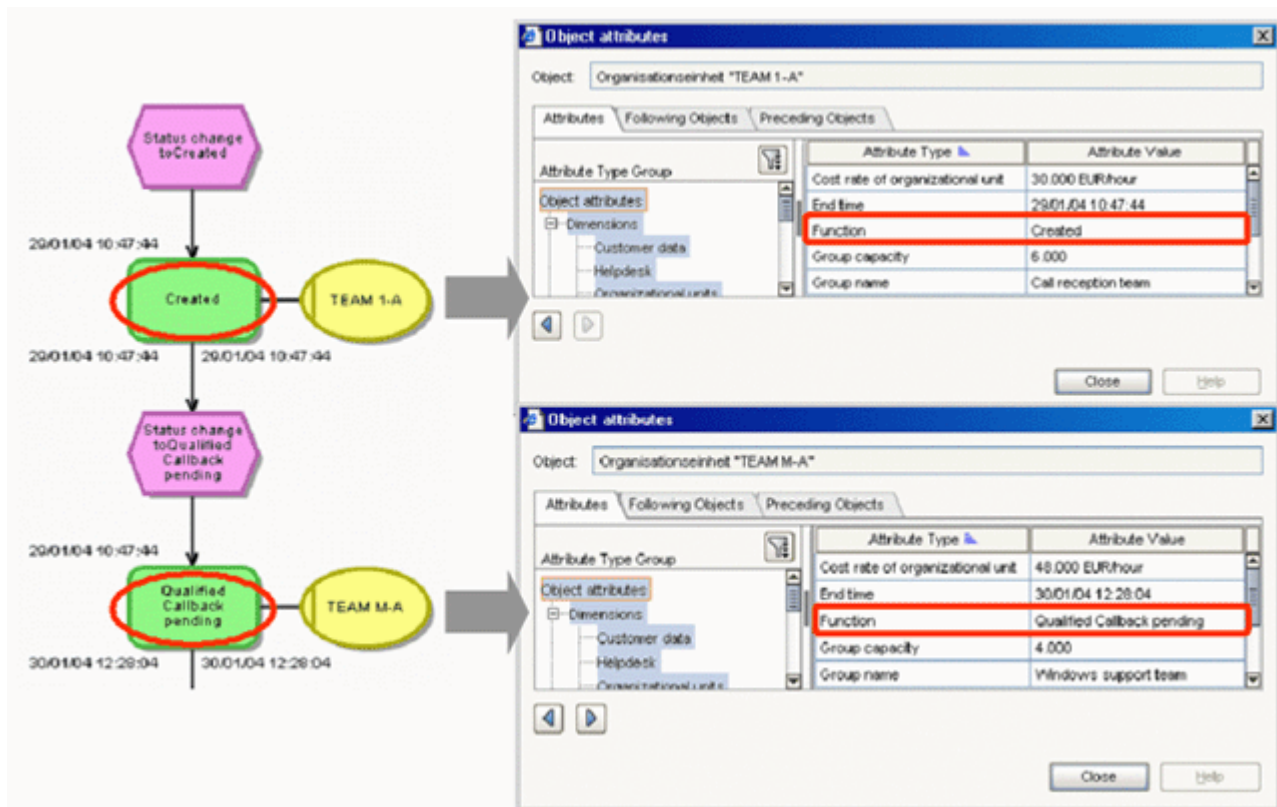 Status change
toCreated
29/01/04 10:47:44
Created
TEAM 1-A
29/01/04 10:47:44
29/01/04 10:47:44
Status change
toQualified
Callback
pending
29/01/04 10:47:44
Qualified
Callback
pending
TEAM M-A
30/01/04 12:28:04
30/01/04 12:28:04
Object attributes
Object: Organisationseinheit "TEAM 1-A"
Attributes Following Objects Preceding Objects
Attribute Type Group
Object attributes
Dimensions
Customer data
Helpdesk
Organizational units
Attribute Type Attribute Value
Cost rate of organizational unit 30.000 EUR/hour
End time 29/01/04 10:47:44
Function Created
Group capacity 6.000
Group name Call reception team
Close Help
Object attributes
Object: Organisationseinheit "TEAM M-A"
Attributes Following Objects Preceding Objects
Attribute Type Group
Object attributes
Dimensions
Customer data
Helpdesk
Organizational units
Attribute Type Attribute Value
Cost rate of organizational unit 48.000 EUR/hour
End time 30/01/04 12:28:04
Function Qualified Callback pending
Group capacity 4.000
Group name Windows support team
Close Help